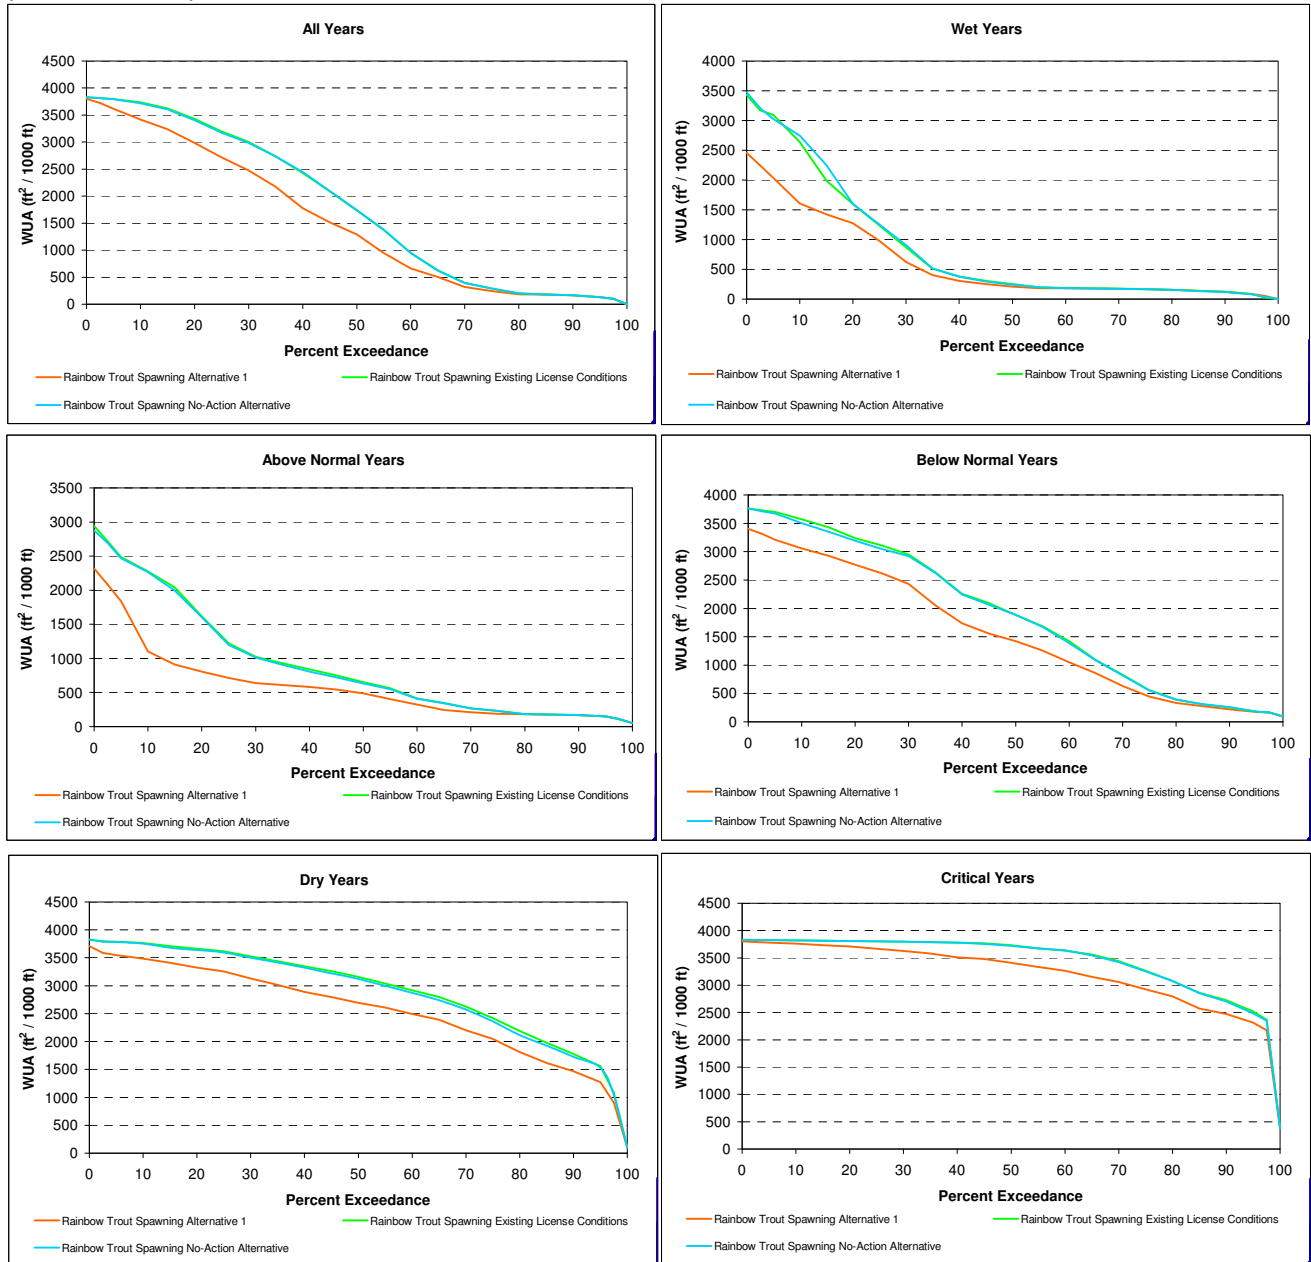 All Years
WUA (ft² / 1000 ft)
4500
4000
3500
3000
2500
2000
1500
1000
500
0
0 10 20 30 40 50 60 70 80 90 100
Percent Exceedance
Rainbow Trout Spawning Alternative 1
Rainbow Trout Spawning Existing License Conditions
Rainbow Trout Spawning No-Action Alternative
Wet Years
WUA (ft² / 1000 ft)
4000
3500
3000
2500
2000
1500
1000
500
0
0 10 20 30 40 50 60 70 80 90 100
Percent Exceedance
Rainbow Trout Spawning Alternative 1
Rainbow Trout Spawning Existing License Conditions
Rainbow Trout Spawning No-Action Alternative
Above Normal Years
WUA (ft² / 1000 ft)
3500
3000
2500
2000
1500
1000
500
0
0 10 20 30 40 50 60 70 80 90 100
Percent Exceedance
Rainbow Trout Spawning Alternative 1
Rainbow Trout Spawning Existing License Conditions
Rainbow Trout Spawning No-Action Alternative
Below Normal Years
WUA (ft² / 1000 ft)
4000
3500
3000
2500
2000
1500
1000
500
0
0 10 20 30 40 50 60 70 80 90 100
Percent Exceedance
Rainbow Trout Spawning Alternative 1
Rainbow Trout Spawning Existing License Conditions
Rainbow Trout Spawning No-Action Alternative
Dry Years
WUA (ft² / 1000 ft)
4500
4000
3500
3000
2500
2000
1500
1000
500
0
0 10 20 30 40 50 60 70 80 90 100
Percent Exceedance
Rainbow Trout Spawning Alternative 1
Rainbow Trout Spawning Existing License Conditions
Rainbow Trout Spawning No-Action Alternative
Critical Years
WUA (ft² / 1000 ft)
4500
4000
3500
3000
2500
2000
1500
1000
500
0
0 10 20 30 40 50 60 70 80 90 100
Percent Exceedance
Rainbow Trout Spawning Alternative 1
Rainbow Trout Spawning Existing License Conditions
Rainbow Trout Spawning No-Action Alternative